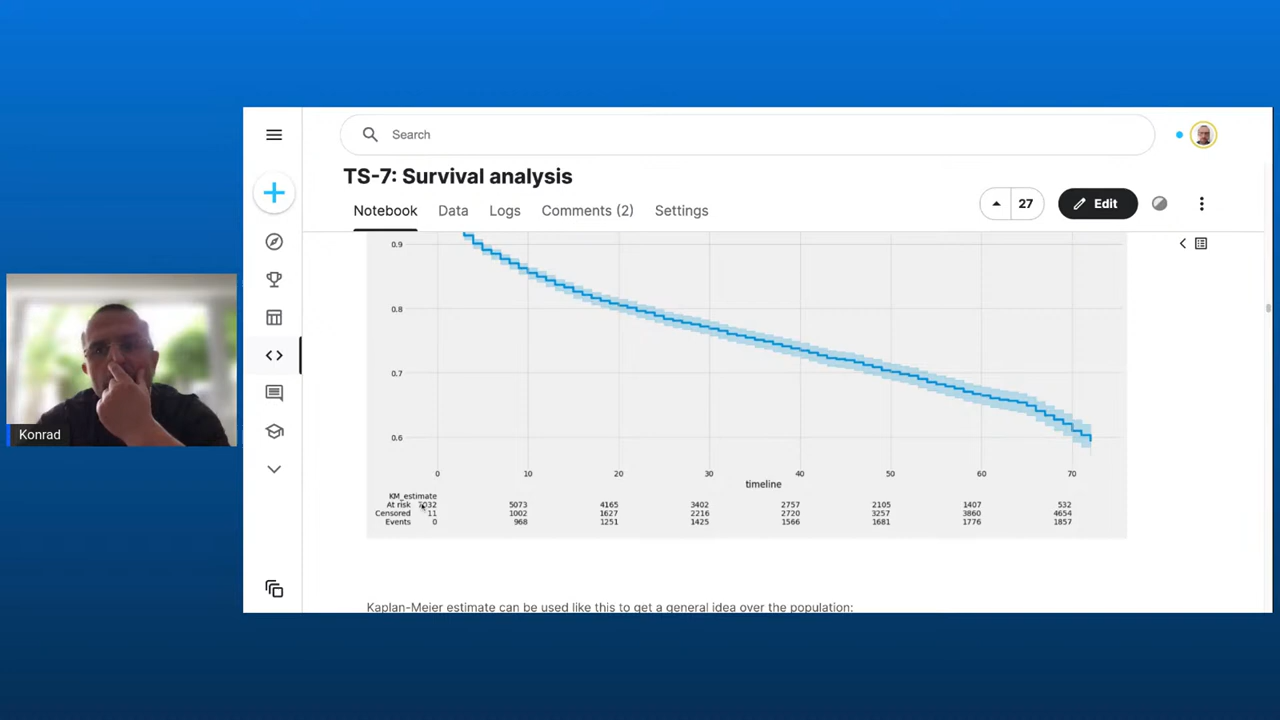 Search
TS-7: Survival analysis
27
Edit
Notebook
Data
Logs
Comments (2)
Settings
0.9
0.8
0.7
0.6
0 10 20 30 40 50 60 70
timeline
KM_estimate
At risk 7032 5073 4165 3402 2757 2105 1407 532
Censored 11 1002 1627 2216 2720 3257 3860 4654
Events 0 968 1251 1425 1566 1681 1776 1857
Kaplan-Meier estimate can be used like this to get a general idea over the population:
Konrad